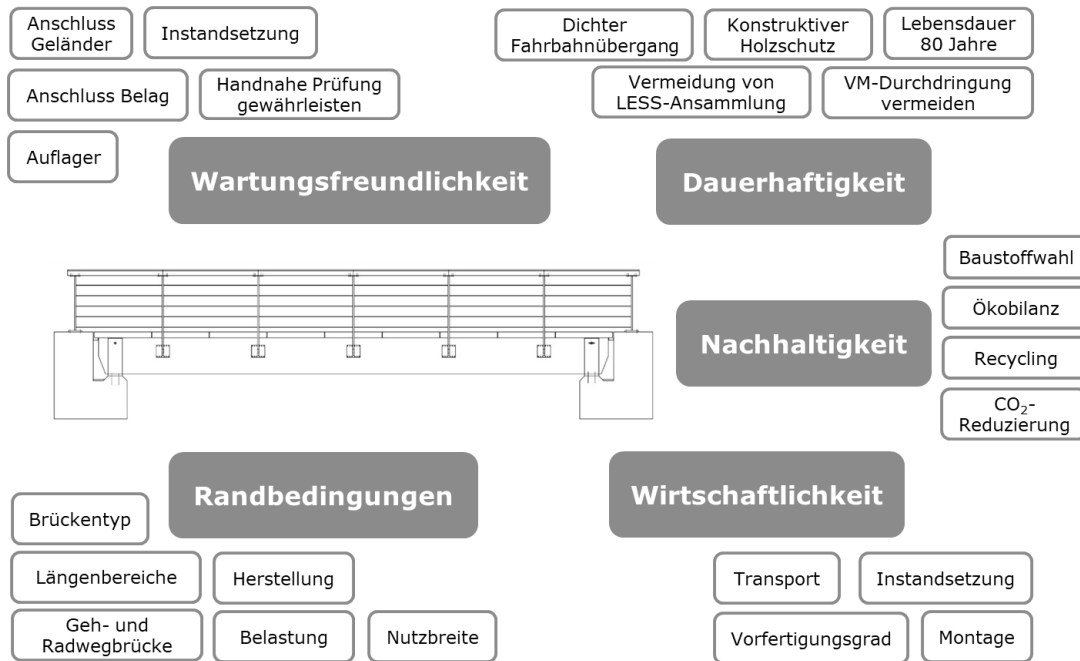 Anschluss
Geländer
Instandsetzung
Anschluss Belag
Handnahe Prüfung
gewährleisten
Auflager
Wartungsfreundlichkeit
Dichter
Fahrbahnübergang
Konstruktiver
Holzschutz
Lebensdauer
80 Jahre
Vermeidung von
LESS-Ansammlung
VM-Durchdringung
vermeiden
Dauerhaftigkeit
Baustoffwahl
Ökobilanz
Nachhaltigkeit
Recycling
CO₂-
Reduzierung
Randbedingungen
Brückentyp
Längenbereiche
Herstellung
Geh- und
Radwegbrücke
Belastung
Nutzbreite
Wirtschaftlichkeit
Transport
Instandsetzung
Vorfertigungsgrad
Montage